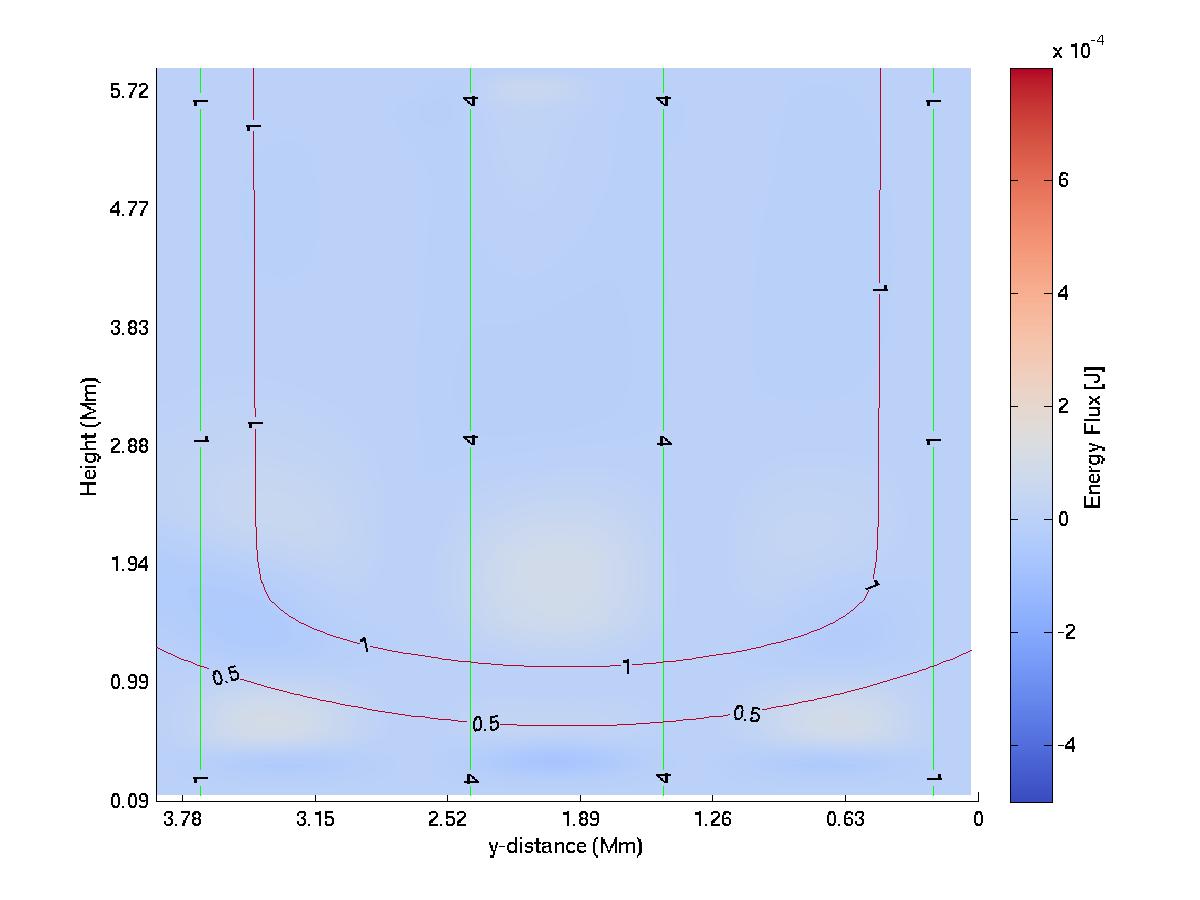 x 10⁻⁴
5.72
4.77
3.83
2.88
1.94
0.99
0.09
Height (Mm)
1 4 4 1
1
1
1
1 4 4 1
1
1 1
0.5 0.5 0.5
1 4 4 1
3.78 3.15 2.52 1.89 1.26 0.63 0
y-distance (Mm)
6
4
2
0
-2
-4
Energy Flux [J]